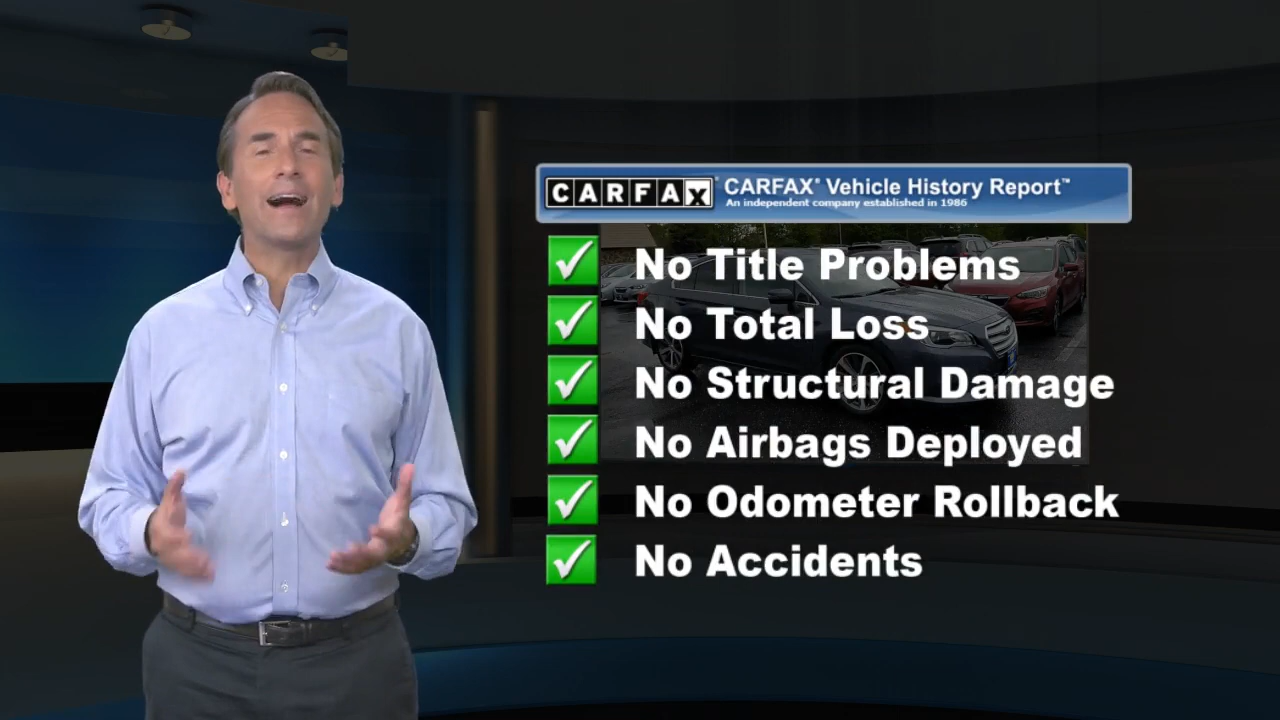 CARFAX® CARFAX® Vehicle History Report™
An independent company established in 1986
No Title Problems
No Total Loss
No Structural Damage
No Airbags Deployed
No Odometer Rollback
No Accidents